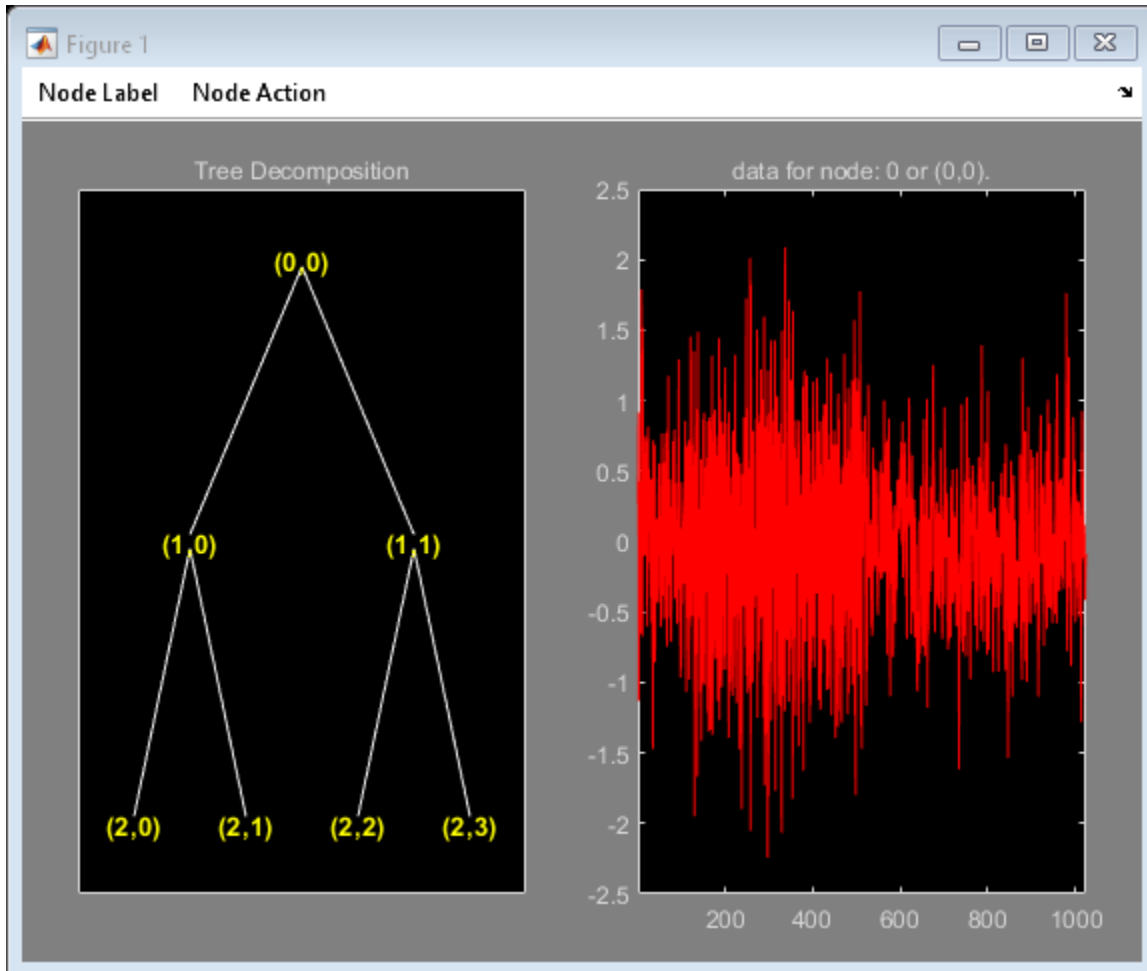 Figure 1
Node Label Node Action
Tree Decomposition
(0,0)
(1,0) (1,1)
(2,0) (2,1) (2,2) (2,3)
data for node: 0 or (0,0).
2.5
2
1.5
1
0.5
0
-0.5
-1
-1.5
-2
-2.5
200 400 600 800 1000